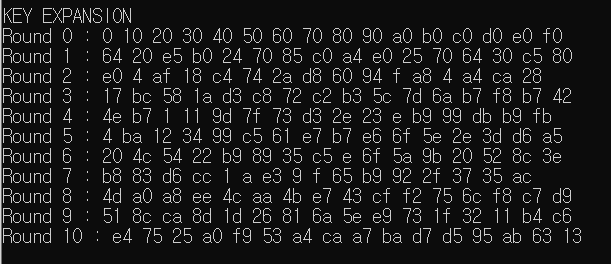 KEY EXPANSION
Round 0 : 0 10 20 30 40 50 60 70 80 90 a0 b0 c0 d0 e0 f0
Round 1 : 64 20 e5 b0 24 70 85 c0 a4 e0 25 70 64 30 c5 80
Round 2 : e0 4 af 18 c4 74 2a d8 60 94 f a8 4 a4 ca 28
Round 3 : 17 bc 58 1a d3 c8 72 c2 b3 5c 7d 6a b7 f8 b7 42
Round 4 : 4e b7 1 11 9d 7f 73 d3 2e 23 e b9 99 db b9 fb
Round 5 : 4 ba 12 34 99 c5 61 e7 b7 e6 6f 5e 2e 3d d6 a5
Round 6 : 20 4c 54 22 b9 89 35 c5 e 6f 5a 9b 20 52 8c 3e
Round 7 : b8 83 d6 cc 1 a e3 9 f 65 b9 92 2f 37 35 ac
Round 8 : 4d a0 a8 ee 4c aa 4b e7 43 cf f2 75 6c f8 c7 d9
Round 9 : 51 8c ca 8d 1d 26 81 6a 5e e9 73 1f 32 11 b4 c6
Round 10 : e4 75 25 a0 f9 53 a4 ca a7 ba d7 d5 95 ab 63 13